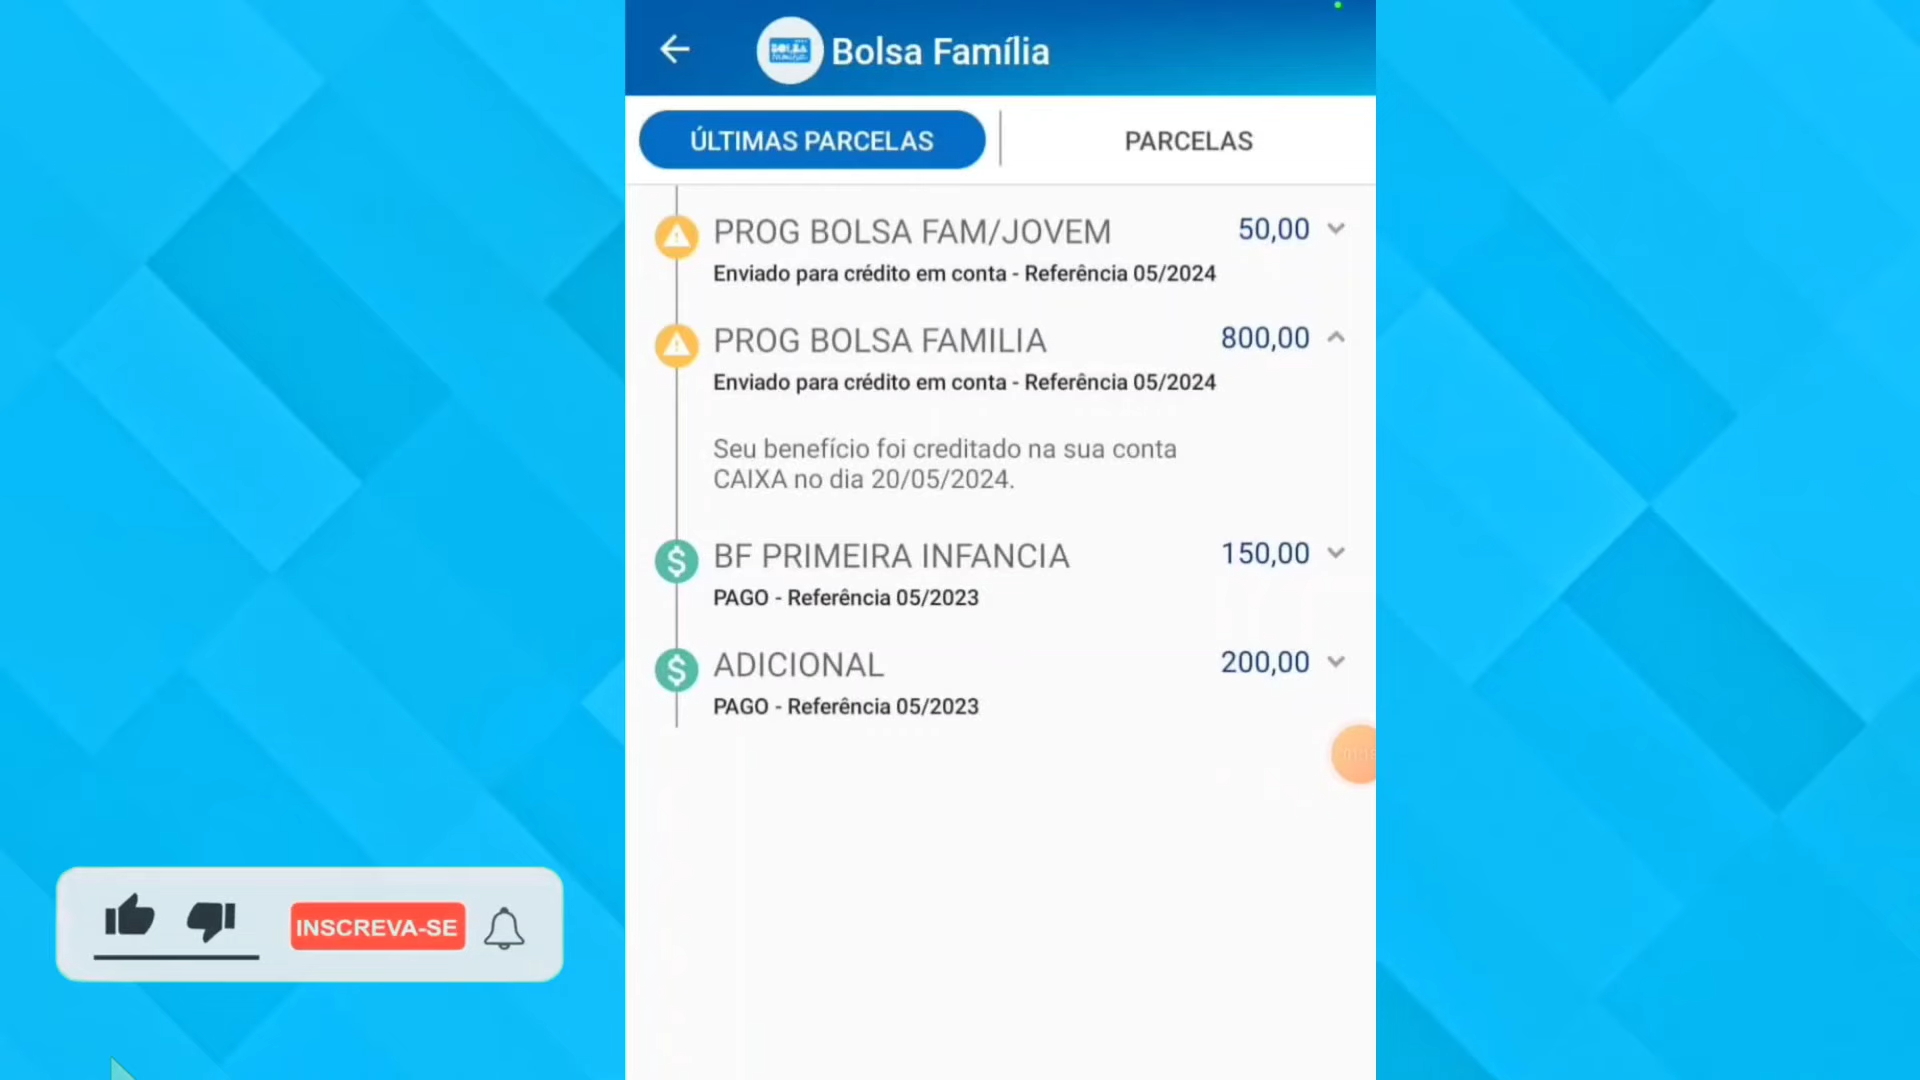 BOLSA
Bolsa Família
ÚLTIMAS PARCELAS
PARCELAS
PROG BOLSA FAM/JOVEM
50,00
Enviado para crédito em conta - Referência 05/2024
PROG BOLSA FAMILIA
800,00
Enviado para crédito em conta - Referência 05/2024
Seu benefício foi creditado na sua conta
CAIXA no dia 20/05/2024.
BF PRIMEIRA INFANCIA
150,00
PAGO - Referência 05/2023
ADICIONAL
200,00
PAGO - Referência 05/2023
INSCREVA-SE